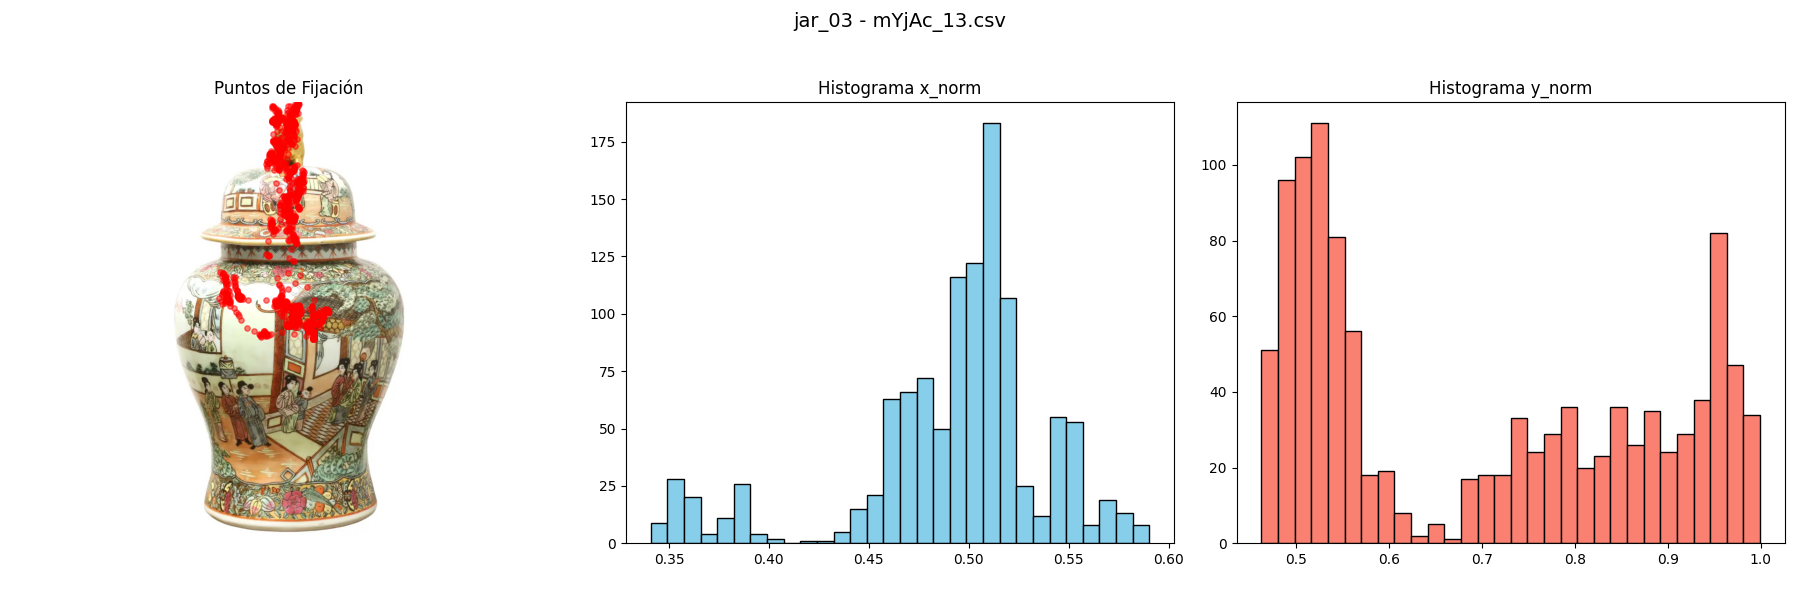 jar_03 - mYjAc_13.csv
Puntos de Fijación
Histograma x_norm
175
150
125
100
75
50
25
0
0.35 0.40 0.45 0.50 0.55 0.60
Histograma y_norm
100
80
60
40
20
0
0.5 0.6 0.7 0.8 0.9 1.0